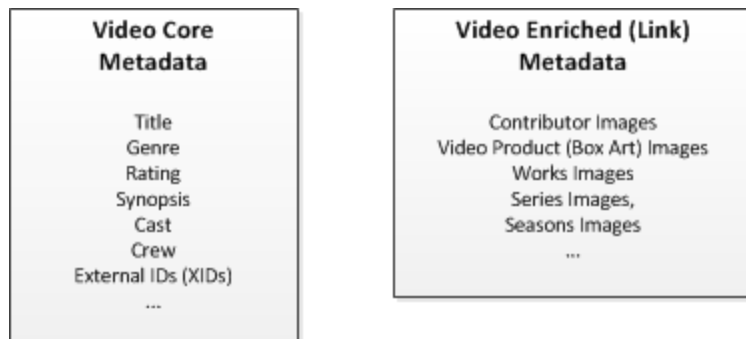 Video Core
Metadata
Title
Genre
Rating
Synopsis
Cast
Crew
External IDs (XIDs)
...
Video Enriched (Link)
Metadata
Contributor Images
Video Product (Box Art) Images
Works Images
Series Images,
Seasons Images
...